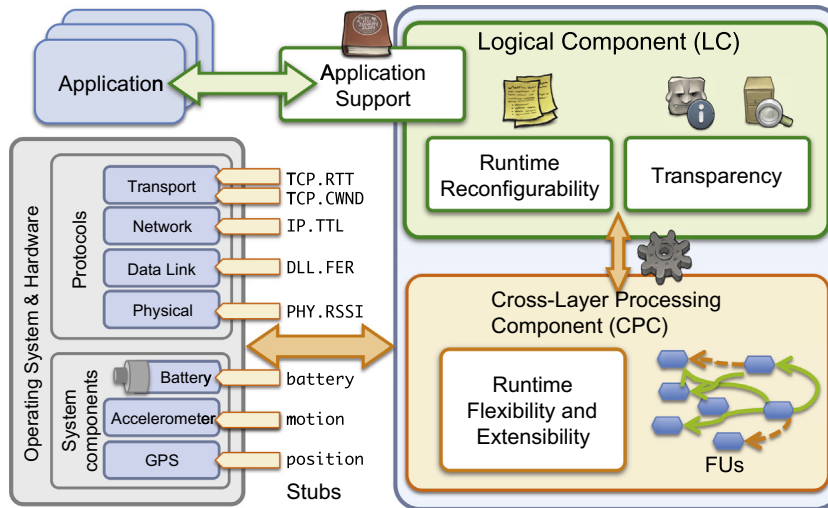 Application
Application
Support
Logical Component (LC)
Runtime
Reconfigurability
Transparency
Operating System & Hardware
Protocols
Transport
TCP.RTT
TCP.CWND
Network
IP.TTL
Data Link
DLL.FER
Physical
PHY.RSSI
System
components
Battery
battery
Accelerometer
motion
GPS
position
Stubs
Cross-Layer Processing
Component (CPC)
Runtime
Flexibility and
Extensibility
FUs